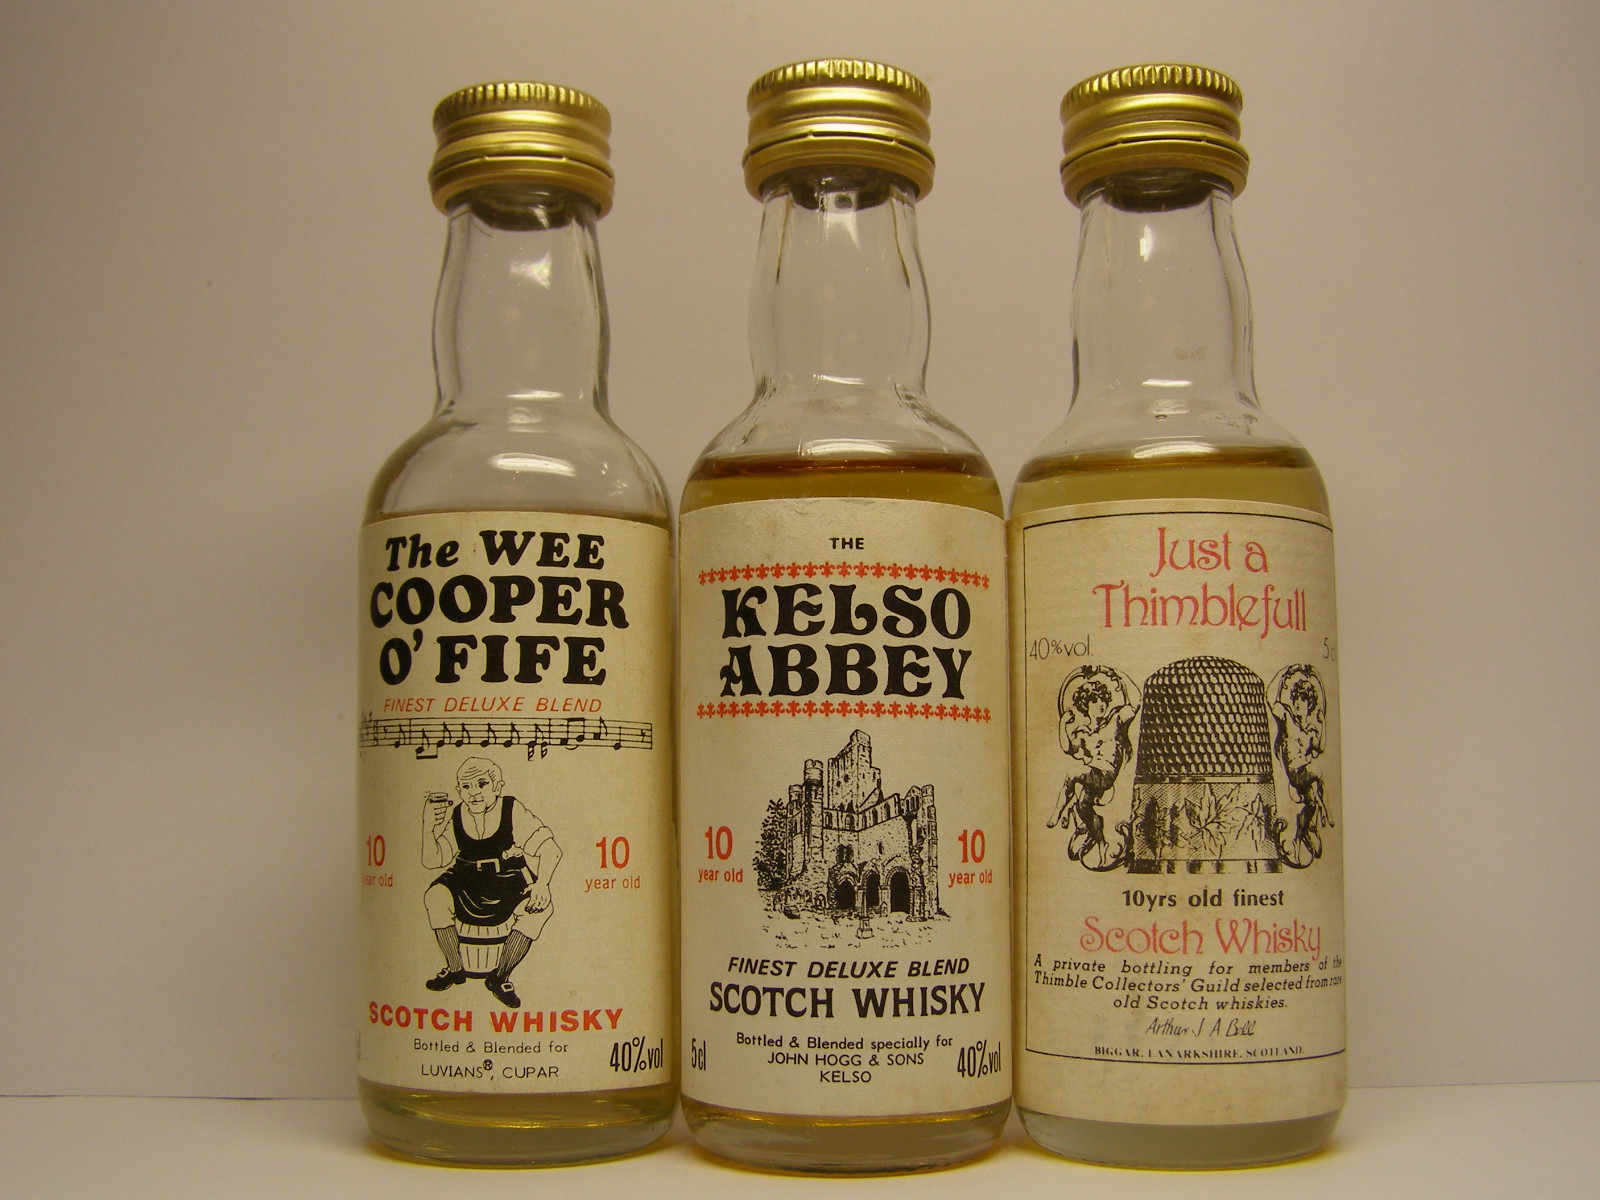 The WEE
COOPER
O' FIFE
FINEST DELUXE BLEND
10
year old
10
year old
SCOTCH WHISKY
Bottled & Blended for
LUVIANS®, CUPAR
40%vol
THE
KELSO
ABBEY
10
year old
10
year old
FINEST DELUXE BLEND
SCOTCH WHISKY
5cl
Bottled & Blended specially for
JOHN HOGG & SONS
KELSO
40%vol
Just a
Thimblefull
40%vol
10yrs old finest
Scotch Whisky
A private bottling for members of the
Thimble Collectors' Guild selected from rare
old Scotch whiskies.
Arthur J A Bell
BIGGAR, LANARKSHIRE, SCOTLAND.